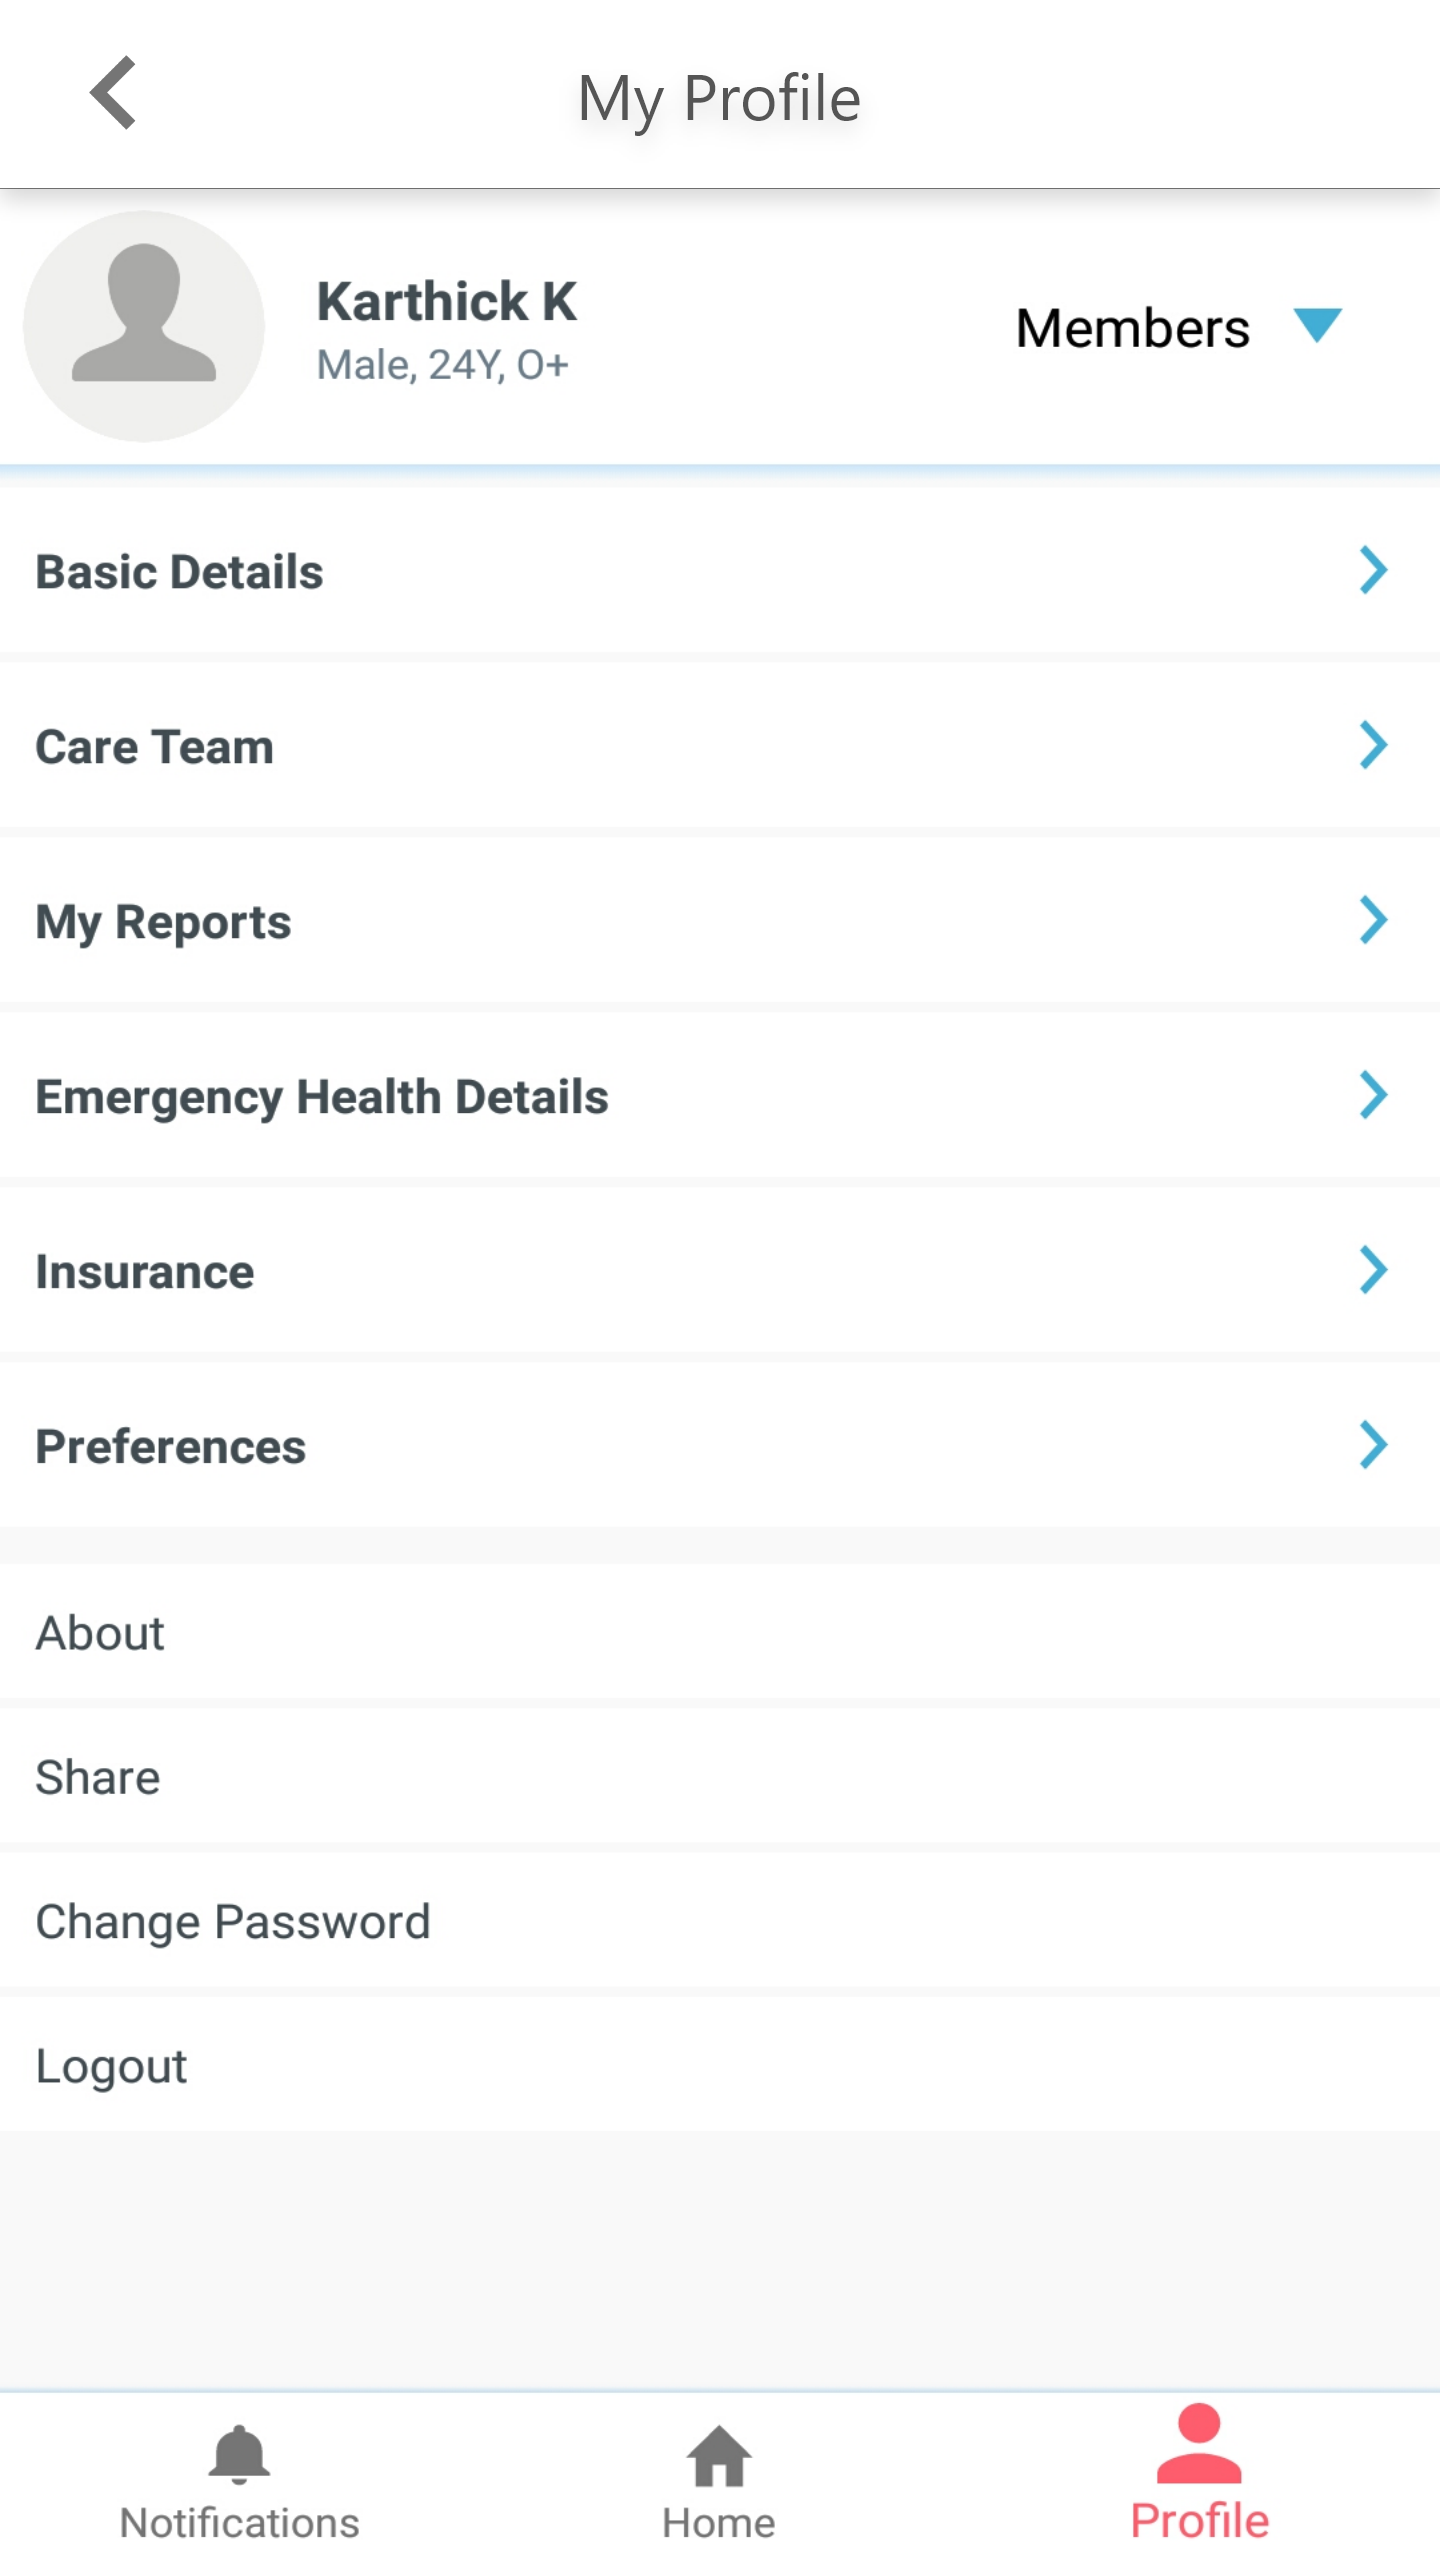 My Profile
Karthick K
Male, 24Y, O+
Members
Basic Details
Care Team
My Reports
Emergency Health Details
Insurance
Preferences
About
Share
Change Password
Logout
Notifications
Home
Profile